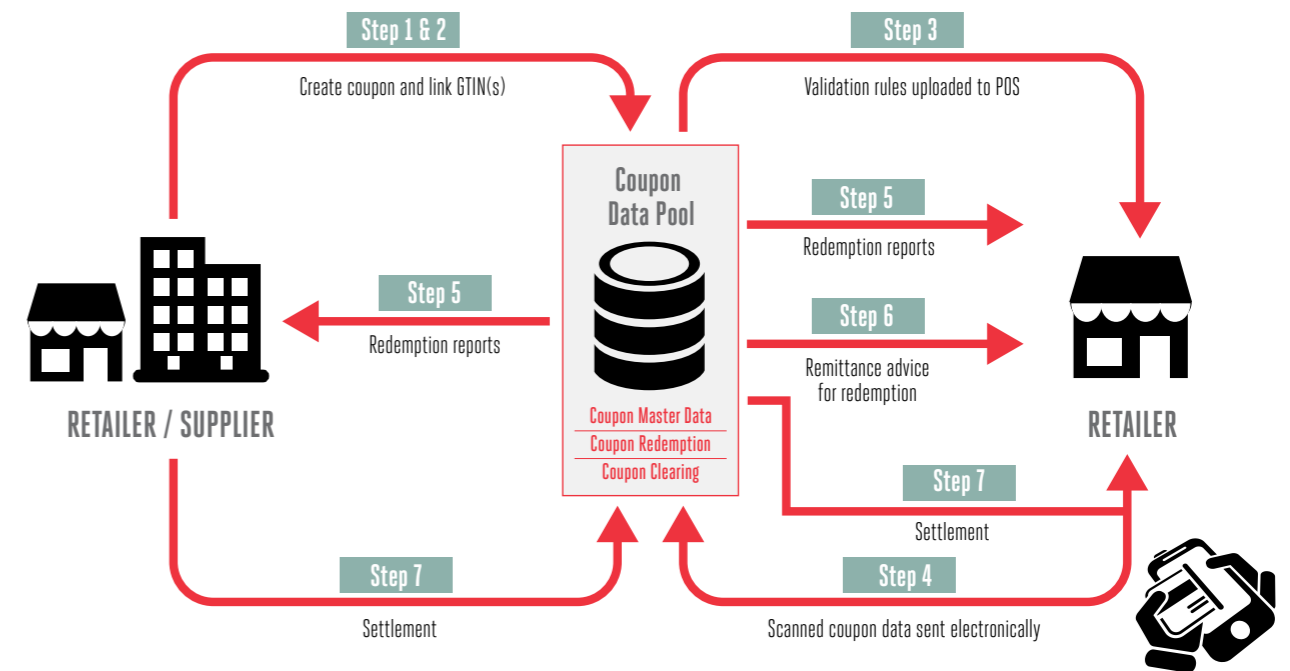 Step 1 & 2
Create coupon and link GTIN(s)
Step 3
Validation rules uploaded to POS
Coupon
Data Pool
Step 5
Redemption reports
Step 5
Redemption reports
Step 6
Remittance advice
for redemption
RETAILER / SUPPLIER
Coupon Master Data
Coupon Redemption
Coupon Clearing
RETAILER
Step 7
Settlement
Step 7
Settlement
Step 4
Scanned coupon data sent electronically